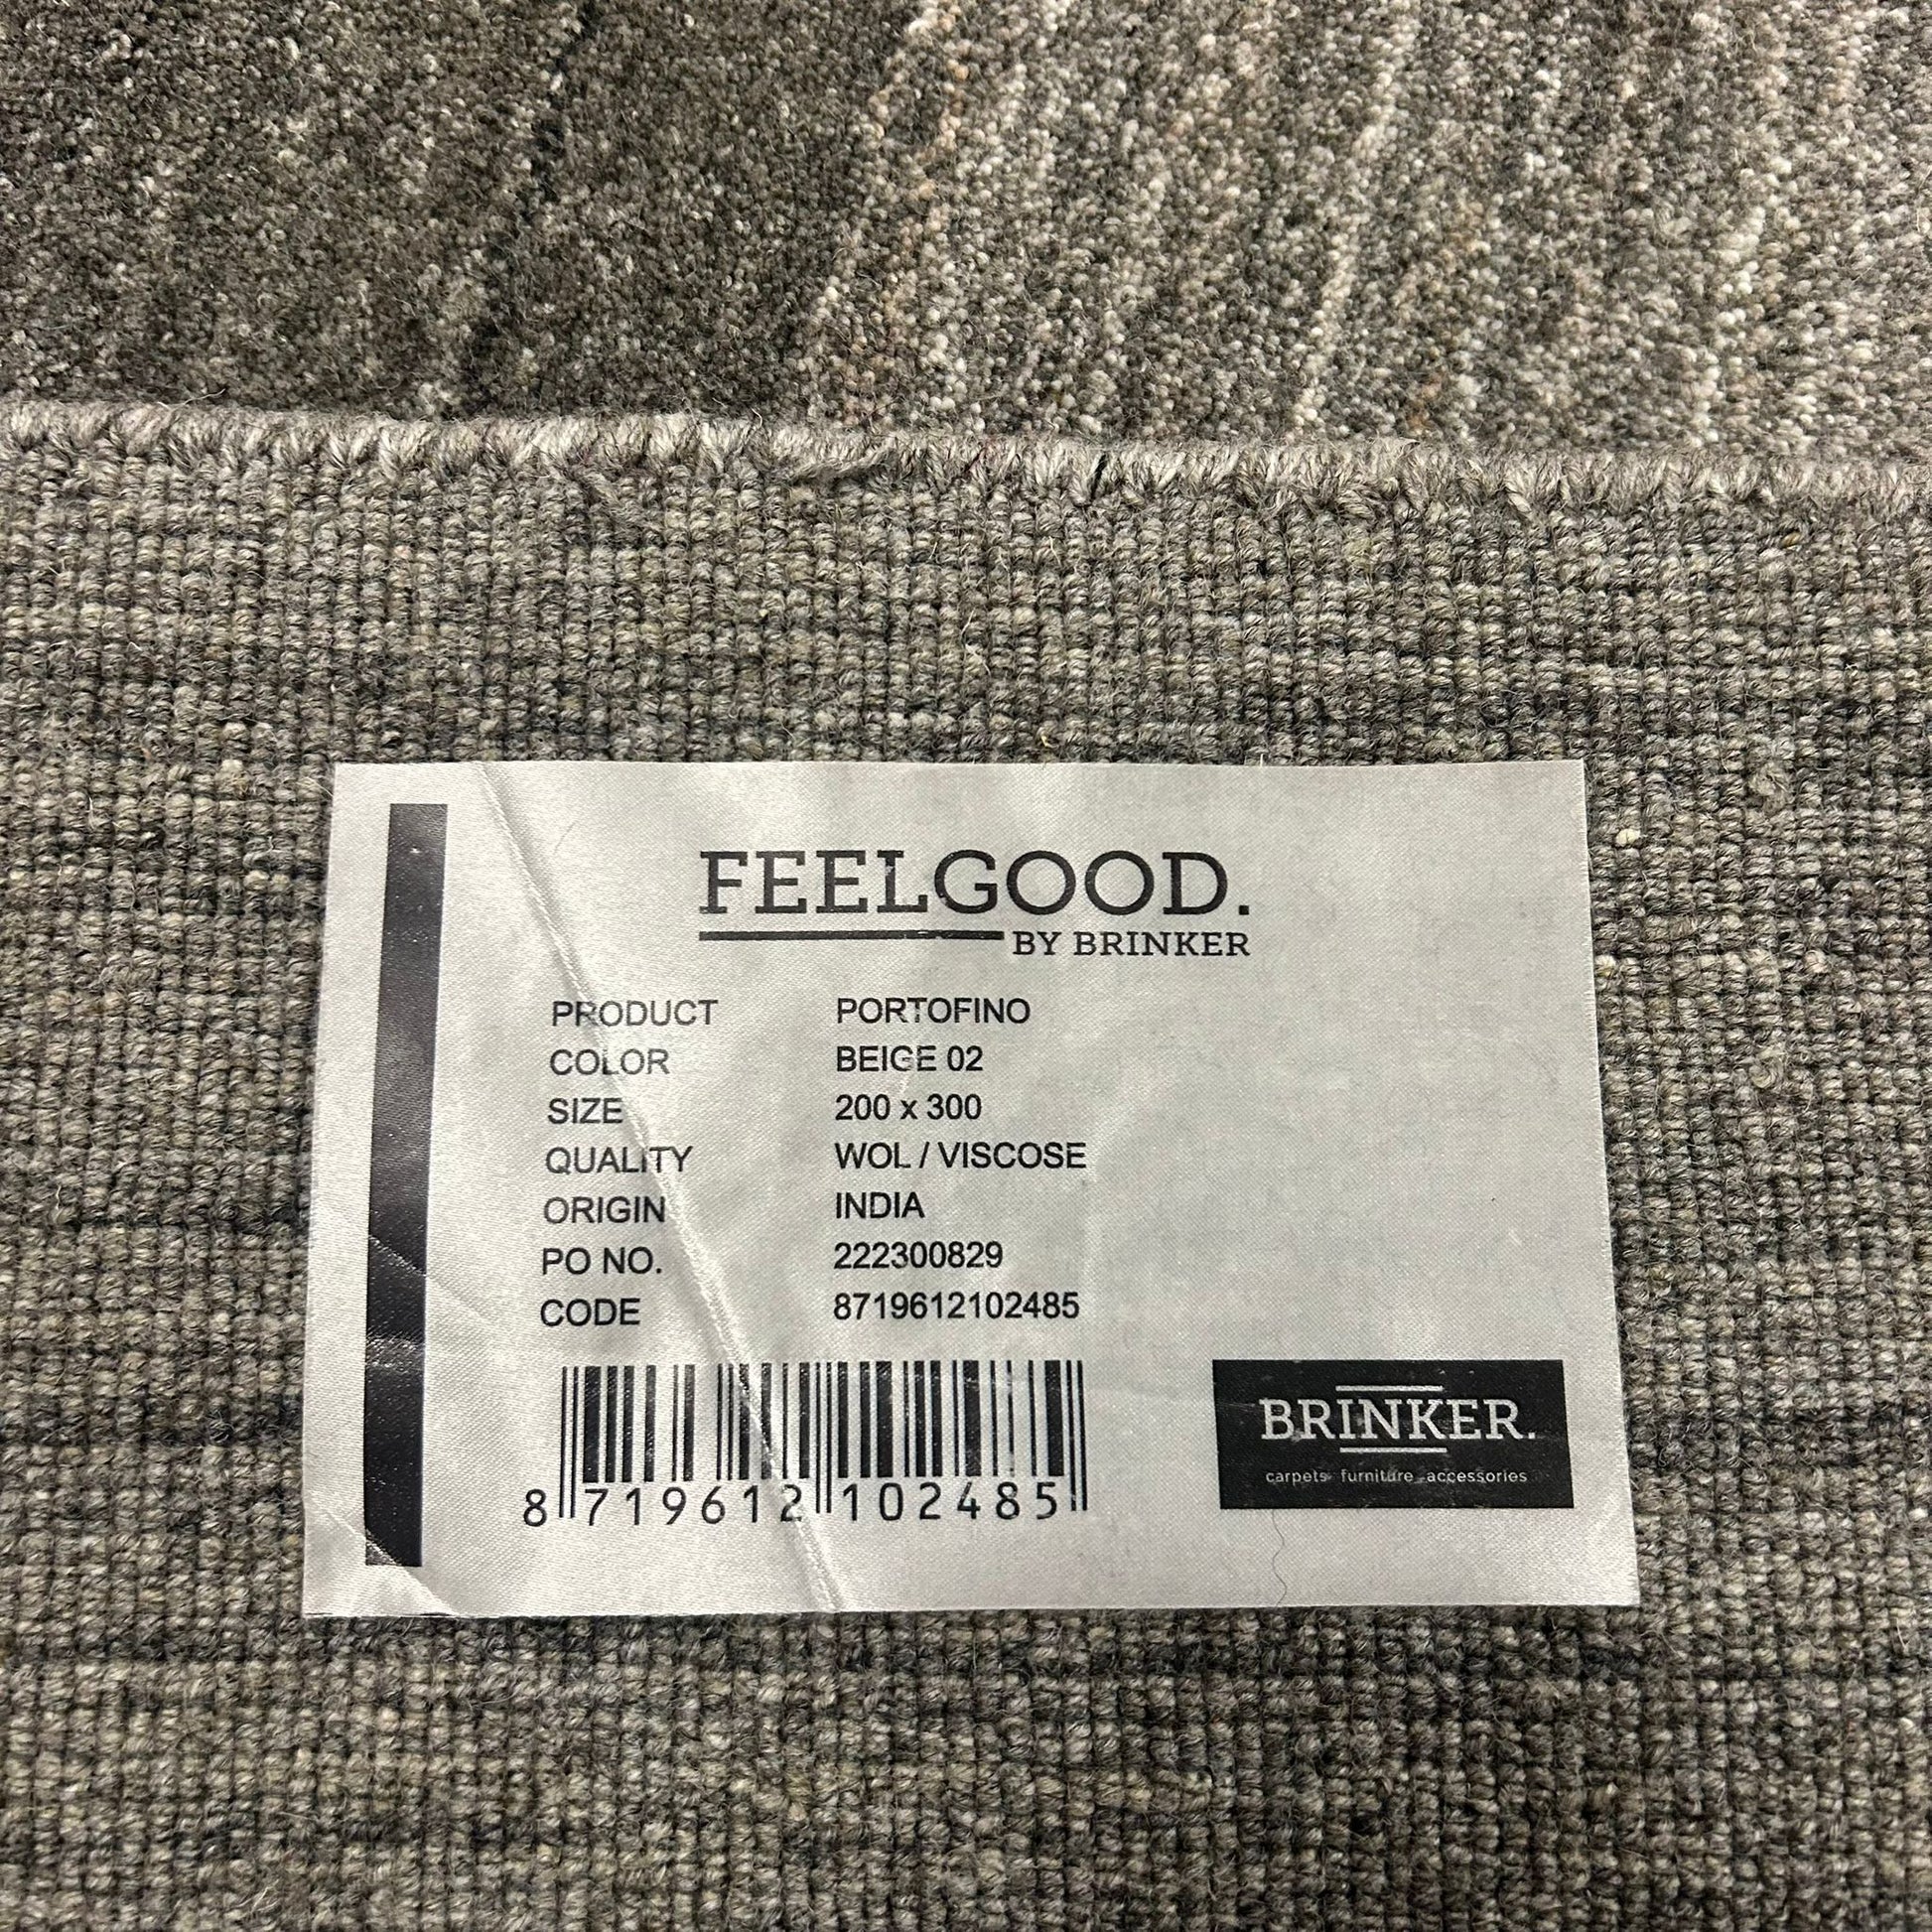 FEELGOOD.
BY BRINKER
PRODUCT PORTOFINO
COLOR BEIGE 02
SIZE 200 x 300
QUALITY WOL / VISCOSE
ORIGIN INDIA
PO NO. 222300829
CODE 8719612102485
8 719612 102485
BRINKER.
carpets furniture accessories